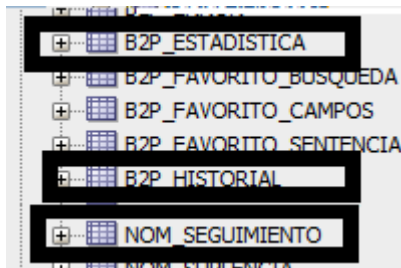 B2P_ESTADISTICA
B2P_FAVORITO_BUSQUEDA
B2P_FAVORITO_CAMPOS
B2P_FAVORITO_SENTENCIA
B2P_HISTORIAL
NOM_SEGUIMIENTO